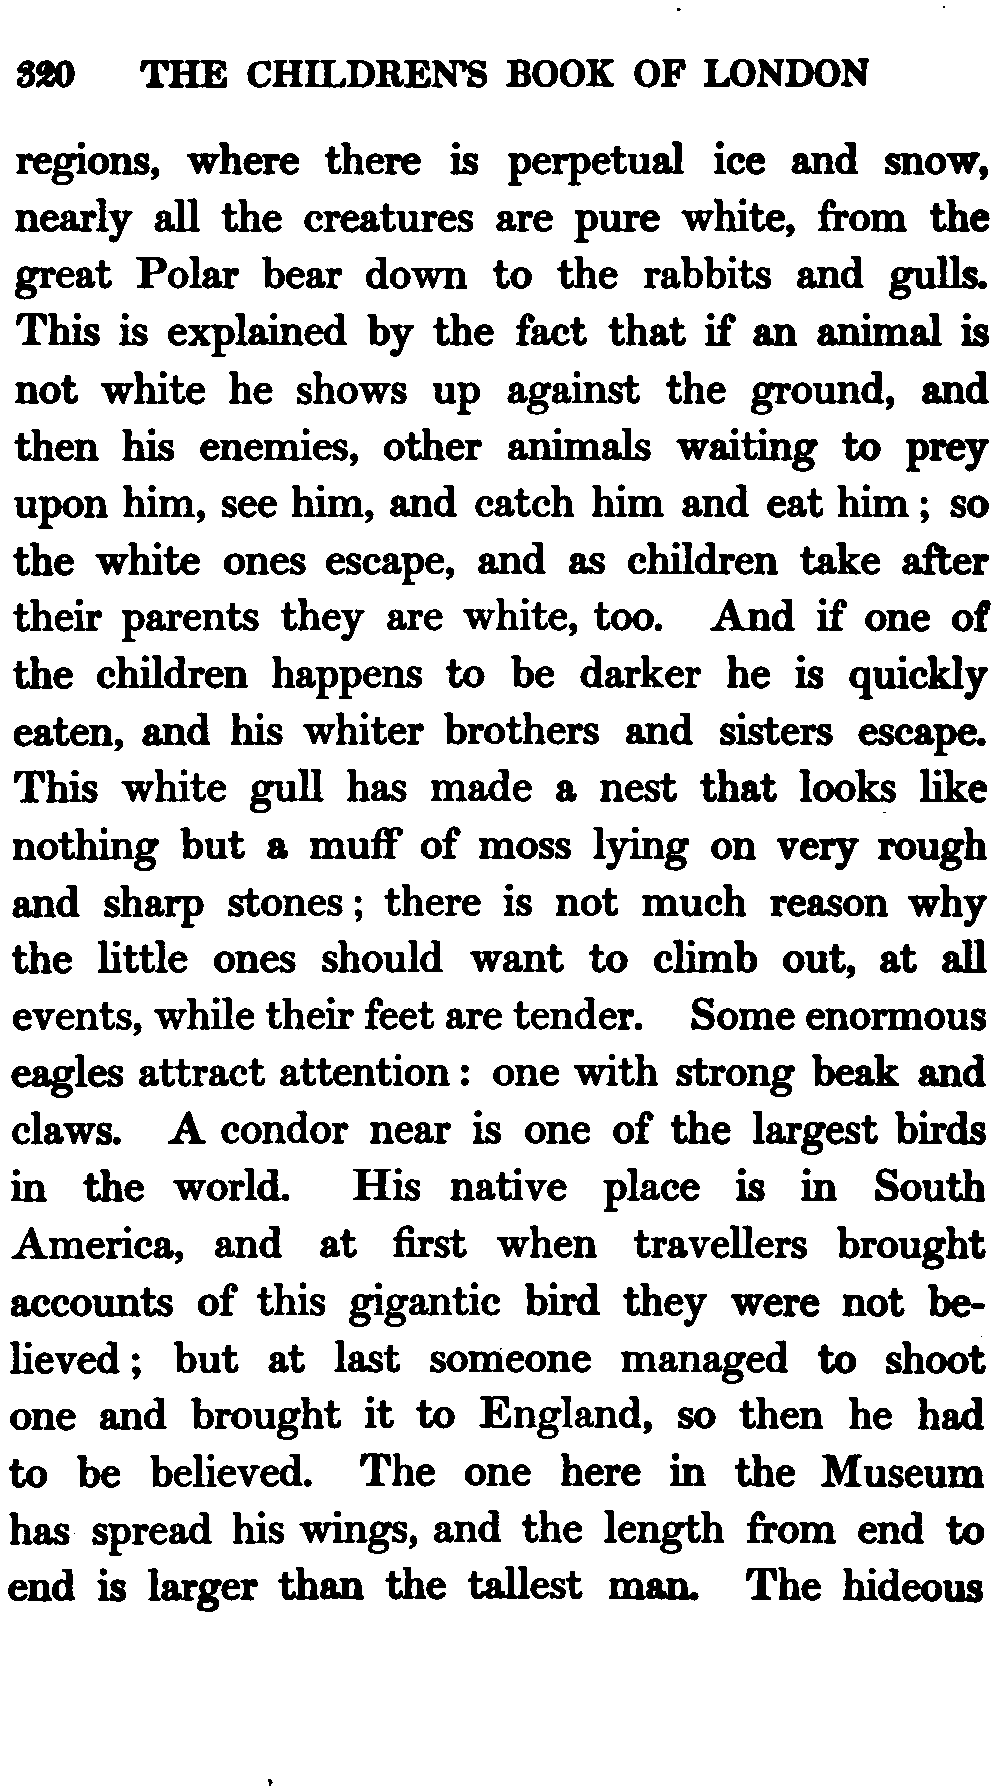 320 THE CHILDREN'S BOOK OF LONDON
regions, where there is perpetual ice and snow,
nearly all the creatures are pure white, from the
great Polar bear down to the rabbits and gulls.
This is explained by the fact that if an animal is
not white he shows up against the ground, and
then his enemies, other animals waiting to prey
upon him, see him, and catch him and eat him; so
the white ones escape, and as children take after
their parents they are white, too. And if one of
the children happens to be darker he is quickly
eaten, and his whiter brothers and sisters escape.
This white gull has made a nest that looks like
nothing but a muff of moss lying on very rough
and sharp stones; there is not much reason why
the little ones should want to climb out, at all
events, while their feet are tender. Some enormous
eagles attract attention: one with strong beak and
claws. A condor near is one of the largest birds
in the world. His native place is in South
America, and at first when travellers brought
accounts of this gigantic bird they were not be-
lieved; but at last someone managed to shoot
one and brought it to England, so then he had
to be believed. The one here in the Museum
has spread his wings, and the length from end to
end is larger than the tallest man. The hideous